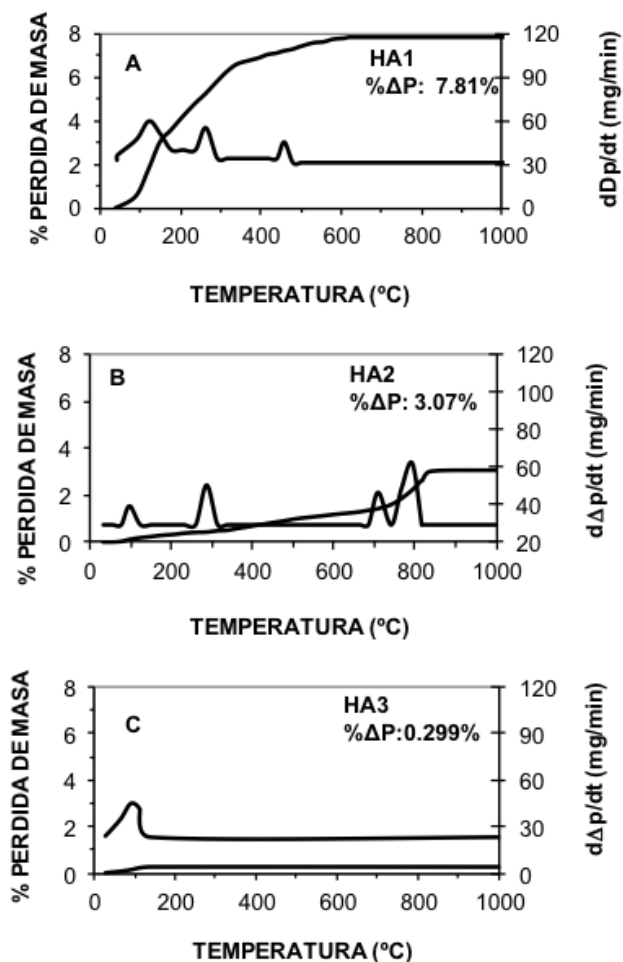 A
HA1
%ΔP: 7.81%
% PERDIDA DE MASA
8
6
4
2
0
120
90
60
30
0
dDp/dt (mg/min)
0 200 400 600 800 1000
TEMPERATURA (ºC)
B
HA2
%ΔP: 3.07%
% PERDIDA DE MASA
8
6
4
2
0
120
100
80
60
40
20
dΔp/dt (mg/min)
0 200 400 600 800 1000
TEMPERATURA (ºC)
C
HA3
%ΔP:0.299%
% PERDIDA DE MASA
8
6
4
2
0
120
90
60
30
0
dΔp/dt (mg/min)
0 200 400 600 800 1000
TEMPERATURA (ºC)